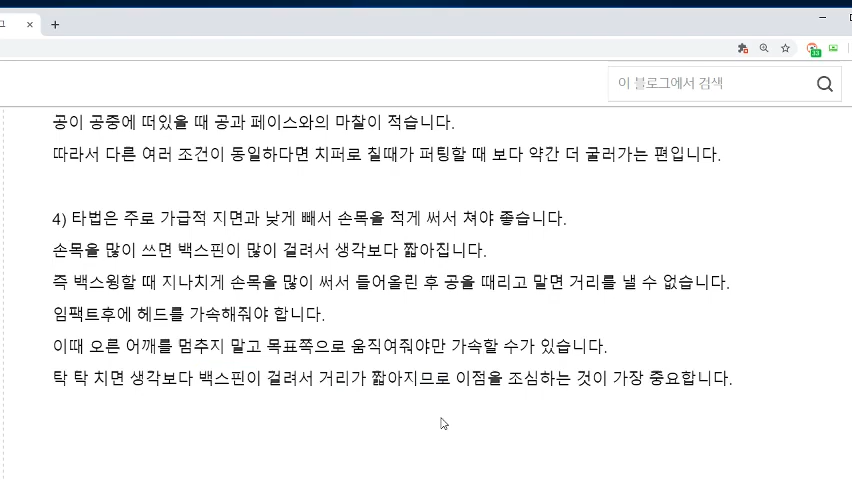 그
33
이 블로그에서 검색
공이 공중에 떠있을 때 공과 페이스와의 마찰이 적습니다.
따라서 다른 여러 조건이 동일하다면 치퍼로 칠때가 퍼팅할 때 보다 약간 더 굴러가는 편입니다.
4) 타법은 주로 가급적 지면과 낮게 빼서 손목을 적게 써서 쳐야 좋습니다.
손목을 많이 쓰면 백스핀이 많이 걸려서 생각보다 짧아집니다.
즉 백스윙할 때 지나치게 손목을 많이 써서 들어올린 후 공을 때리고 말면 거리를 낼 수 없습니다.
임팩트후에 헤드를 가속해줘야 합니다.
이때 오른 어깨를 멈추지 말고 목표쪽으로 움직여줘야만 가속할 수가 있습니다.
탁 탁 치면 생각보다 백스핀이 걸려서 거리가 짧아지므로 이점을 조심하는 것이 가장 중요합니다.